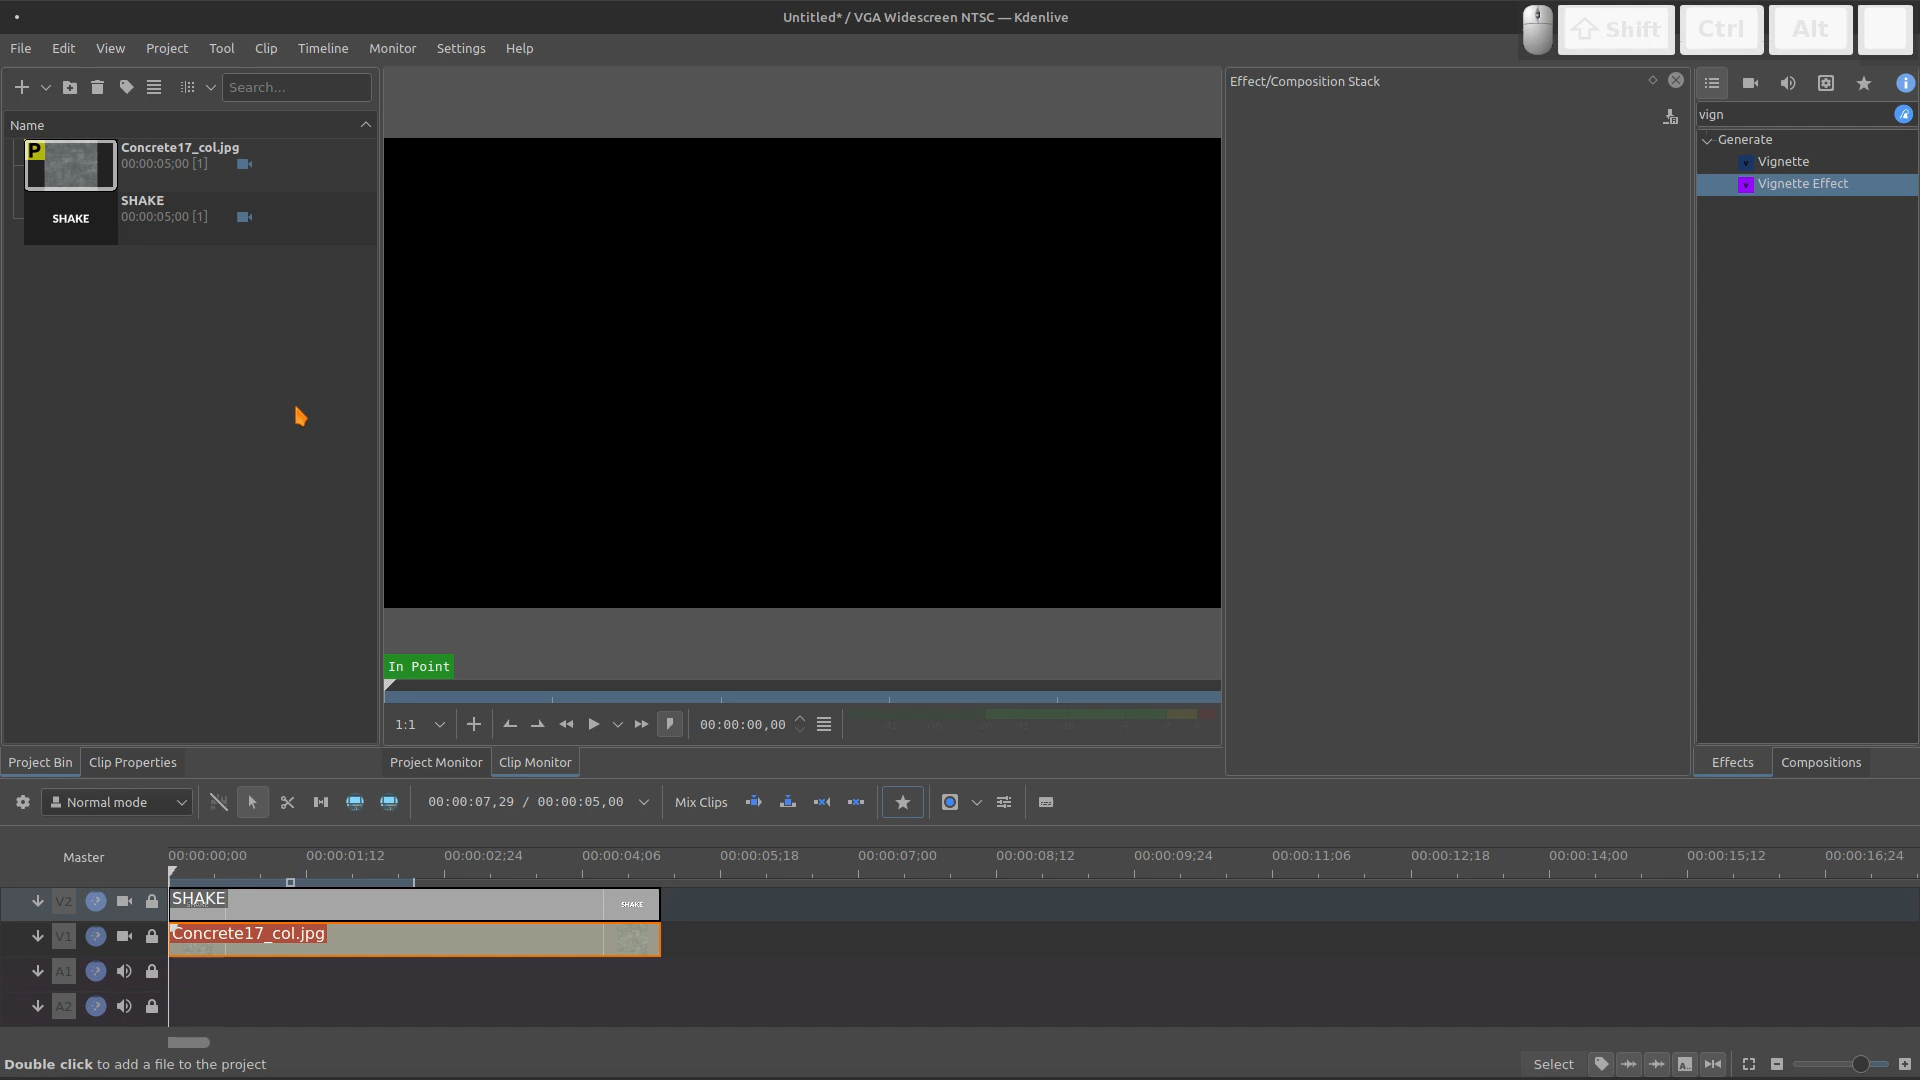 Untitled* / VGA Widescreen NTSC — Kdenlive
Shift
Ctrl
Alt
File
Edit
View
Project
Tool
Clip
Timeline
Monitor
Settings
Help
Search...
Name
P
Concrete17_col.jpg
00:00:05;00 [1]
SHAKE
SHAKE
00:00:05;00 [1]
Effect/Composition Stack
vign
Generate
v Vignette
v Vignette Effect
In Point
1:1
00:00:00,00
Project Bin
Clip Properties
Project Monitor
Clip Monitor
Effects
Compositions
Normal mode
00:00:07,29 / 00:00:05,00
Mix Clips
Master
00:00:00;00
00:00:01;12
00:00:02;24
00:00:04;06
00:00:05;18
00:00:07;00
00:00:08;12
00:00:09;24
00:00:11;06
00:00:12;18
00:00:14;00
00:00:15;12
00:00:16;24
V2
SHAKE
SHAKE
V1
Concrete17_col.jpg
A1
A2
Double click to add a file to the project
Select